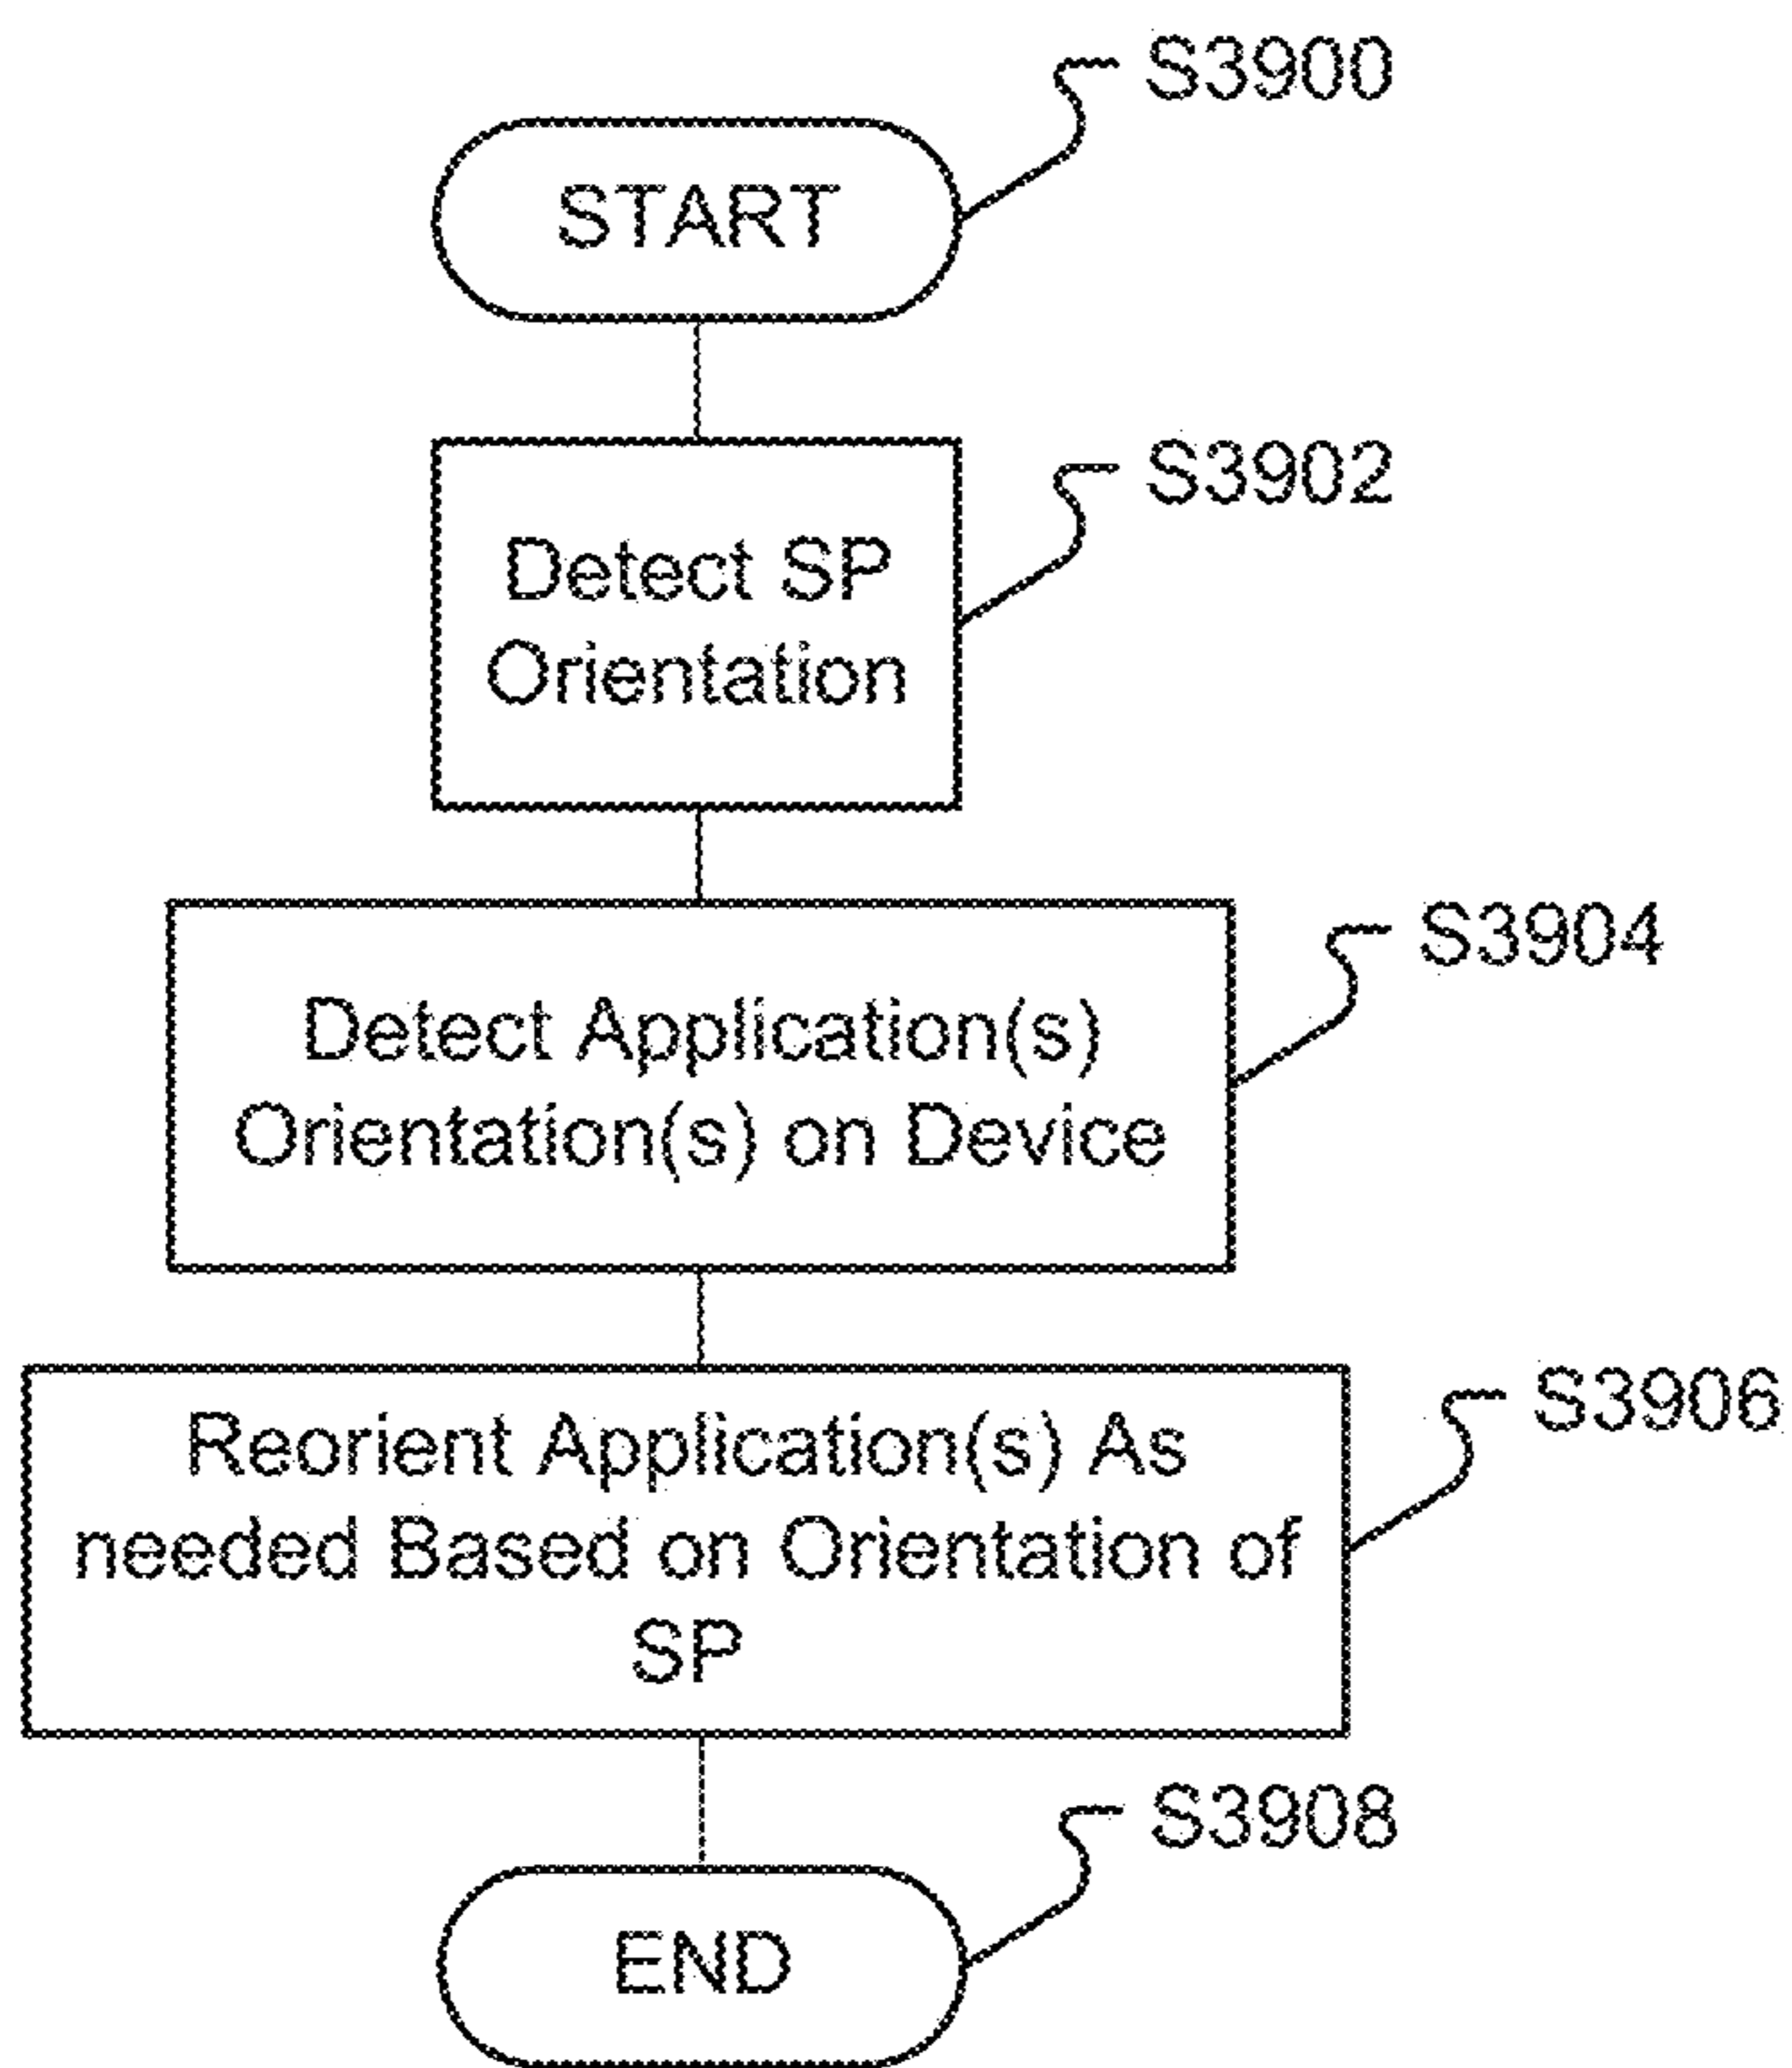 S3900
START
S3902
Detect SP
Orientation
S3904
Detect Application(s)
Orientation(s) on Device
S3906
Reorient Application(s) As
needed Based on Orientation of
SP
S3908
END